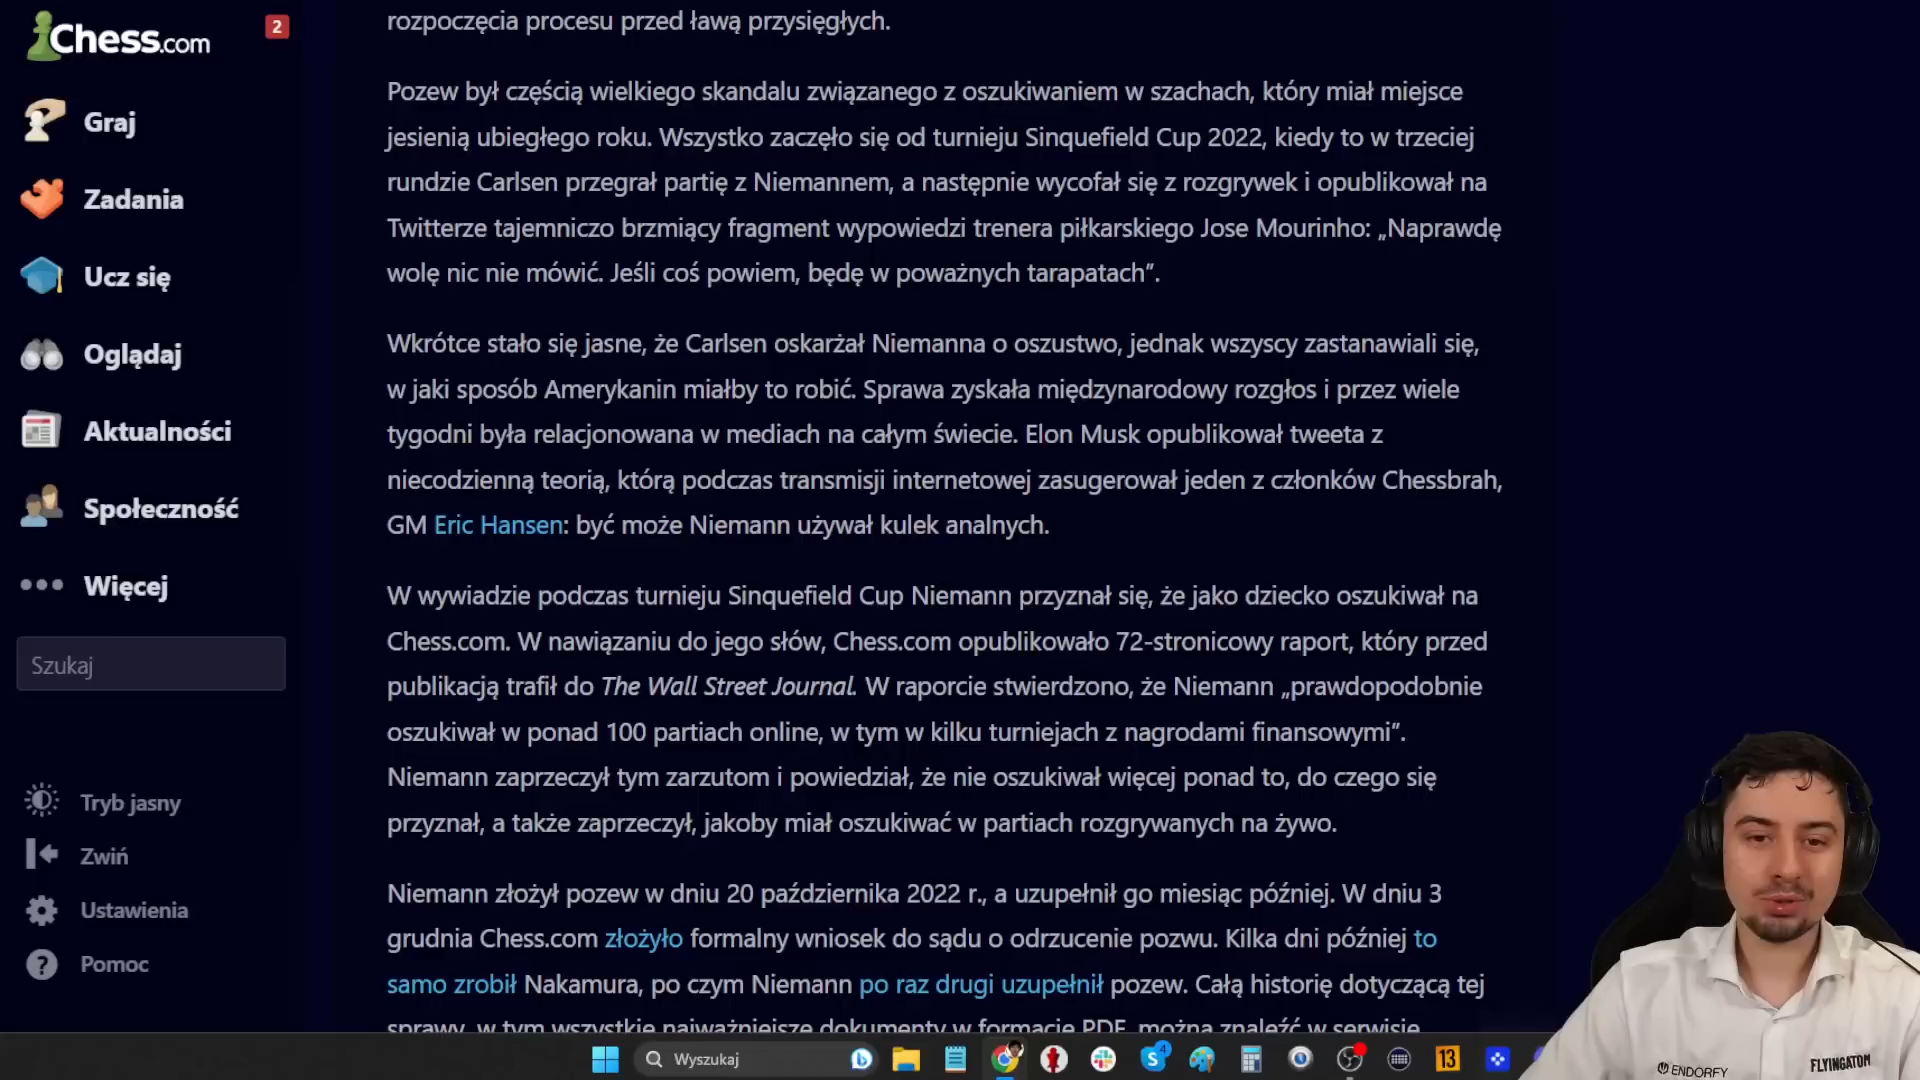 Chess.com
2
Graj
Zadania
Ucz się
Oglądaj
Aktualności
Społeczność
Więcej
Szukaj
Tryb jasny
Zwiń
Ustawienia
Pomoc
rozpoczęcia procesu przed ławą przysięgłych.
Pozew był częścią wielkiego skandalu związanego z oszukiwaniem w szachach, który miał miejsce
jesienią ubiegłego roku. Wszystko zaczęło się od turnieju Sinquefield Cup 2022, kiedy to w trzeciej
rundzie Carlsen przegrał partię z Niemannem, a następnie wycofał się z rozgrywek i opublikował na
Twitterze tajemniczo brzmiący fragment wypowiedzi trenera piłkarskiego Jose Mourinho: „Naprawdę
wolę nic nie mówić. Jeśli coś powiem, będę w poważnych tarapatach”.
Wkrótce stało się jasne, że Carlsen oskarżał Niemanna o oszustwo, jednak wszyscy zastanawiali się,
w jaki sposób Amerykanin miałby to robić. Sprawa zyskała międzynarodowy rozgłos i przez wiele
tygodni była relacjonowana w mediach na całym świecie. Elon Musk opublikował tweeta z
niecodzienną teorią, którą podczas transmisji internetowej zasugerował jeden z członków Chessbrah,
GM Eric Hansen: być może Niemann używał kulek analnych.
W wywiadzie podczas turnieju Sinquefield Cup Niemann przyznał się, że jako dziecko oszukiwał na
Chess.com. W nawiązaniu do jego słów, Chess.com opublikowało 72-stronicowy raport, który przed
publikacją trafił do The Wall Street Journal. W raporcie stwierdzono, że Niemann „prawdopodobnie
oszukiwał w ponad 100 partiach online, w tym w kilku turniejach z nagrodami finansowymi”.
Niemann zaprzeczył tym zarzutom i powiedział, że nie oszukiwał więcej ponad to, do czego się
przyznał, a także zaprzeczył, jakoby miał oszukiwać w partiach rozgrywanych na żywo.
Niemann złożył pozew w dniu 20 października 2022 r., a uzupełnił go miesiąc później. W dniu 3
grudnia Chess.com złożyło formalny wniosek do sądu o odrzucenie pozwu. Kilka dni później to
samo zrobił Nakamura, po czym Niemann po raz drugi uzupełnił pozew. Całą historię dotyczącą tej
sprawy, w tym wszystkie najważniejsze dokumenty w formacie PDF, można znaleźć w serwisie
Wyszukaj
4
13
ENDORFY
FLYINGATOM